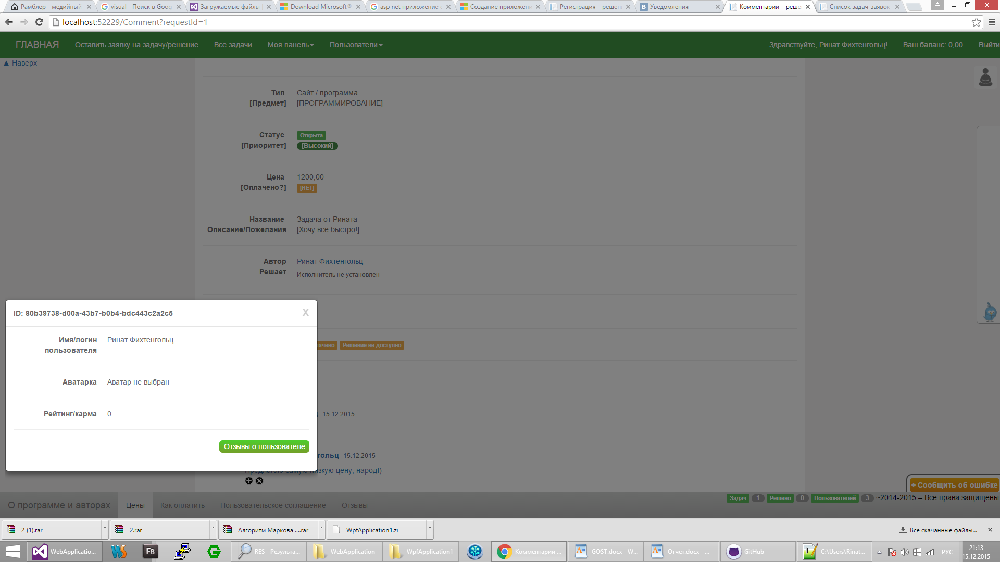 Рамблер - медийный
visual - Поиск в Goog
Загружаемые файлы
Download Microsoft®
asp net приложение с
Создание приложени
Регистрация – решен
Уведомления
Комментарии – реше
Список задач-заявок
localhost:52229/Comment?requestId=1
ГЛАВНАЯ
Оставить заявку на задачу/решение
Все задачи
Моя панель
Пользователи
Здравствуйте, Ринат Фихтенгольц!
Ваш баланс: 0,00
Выйти
▲ Наверх
Тип Сайт / программа
[Предмет] [ПРОГРАММИРОВАНИЕ]
Статус Открыта
[Приоритет] [Высокий]
Цена 1200,00
[Оплачено?] [НЕТ]
Название Задача от Рината
Описание/Пожелания [Хочу всё быстро!]
Автор Ринат Фихтенгольц
Решает Исполнитель не установлен
ID: 80b39738-d00a-43b7-b0b4-bdc443c2a2c5
X
Имя/логин Ринат Фихтенгольц
пользователя
Аватарка Аватар не выбран
Рейтинг/карма 0
Отзывы о пользователе
Решение не доступно
15.12.2015
гольц 15.12.2015
низкую цену, народ!)
+ Сообщить об ошибке
О программе и авторах
Цены
Как оплатить
Пользовательское соглашение
Отзывы
Задач 1 Решено 0 Пользователей 3 ~2014-2015 – Всё права защищены
2 (1).rar
2.rar
Алгоритм Маркова ....rar
WpfApplication1.zi
Все скачанные файлы...
WebApplicatio...
FB
RES - Результа...
WebApplication
WpfApplication1
Комментарии ...
GOST.docx - W...
Отчет.docx - ...
GitHub
C:\Users\Rinat...
РУС
21:13
15.12.2015